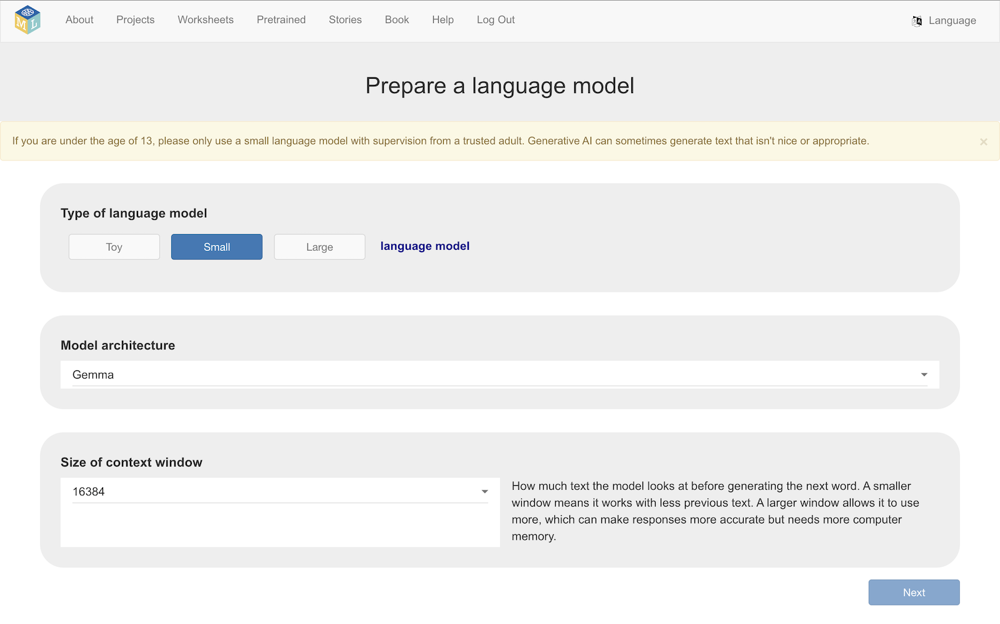 M L
About Projects Worksheets Pretrained Stories Book Help Log Out Language
Prepare a language model
If you are under the age of 13, please only use a small language model with supervision from a trusted adult. Generative AI can sometimes generate text that isn't nice or appropriate. ×
Type of language model
Toy Small Large language model
Model architecture
Gemma
Size of context window
16384
How much text the model looks at before generating the next word. A smaller
window means it works with less previous text. A larger window allows it to use
more, which can make responses more accurate but needs more computer
memory.
Next